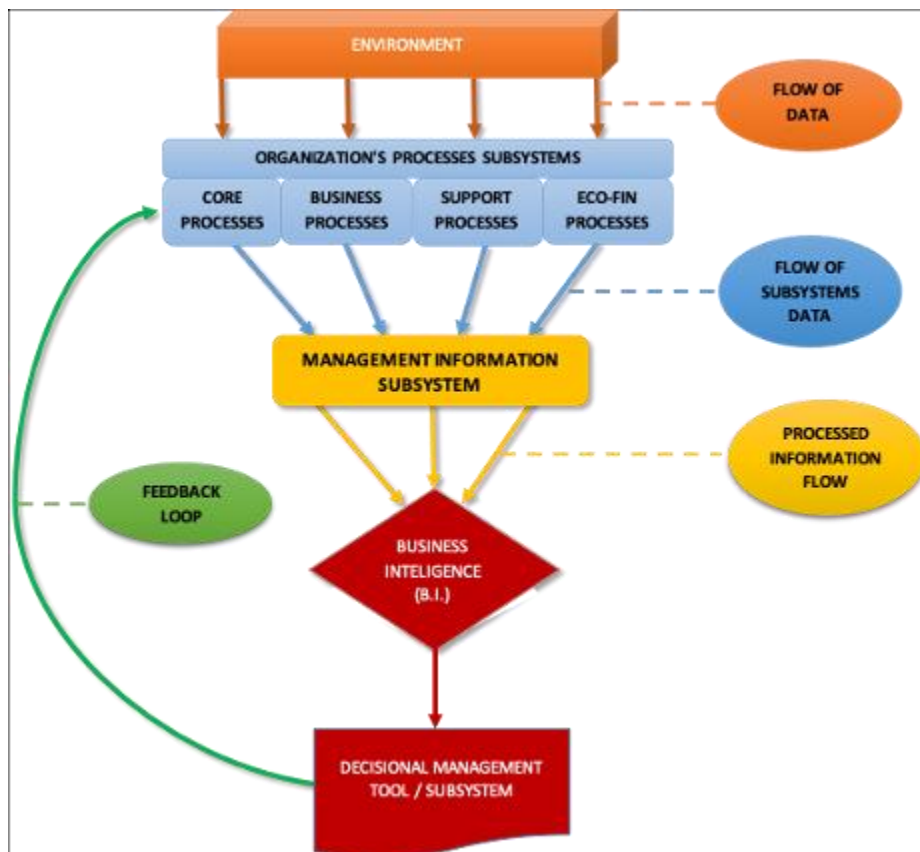 ENVIRONMENT
FLOW OF
DATA
ORGANIZATION'S PROCESSES SUBSYSTEMS
CORE
PROCESSES
BUSINESS
PROCESSES
SUPPORT
PROCESSES
ECO-FIN
PROCESSES
FLOW OF
SUBSYSTEMS
DATA
MANAGEMENT INFORMATION
SUBSYSTEM
PROCESSED
INFORMATION
FLOW
FEEDBACK
LOOP
BUSINESS
INTELIGENCE
(B.I.)
DECISIONAL MANAGEMENT
TOOL / SUBSYSTEM